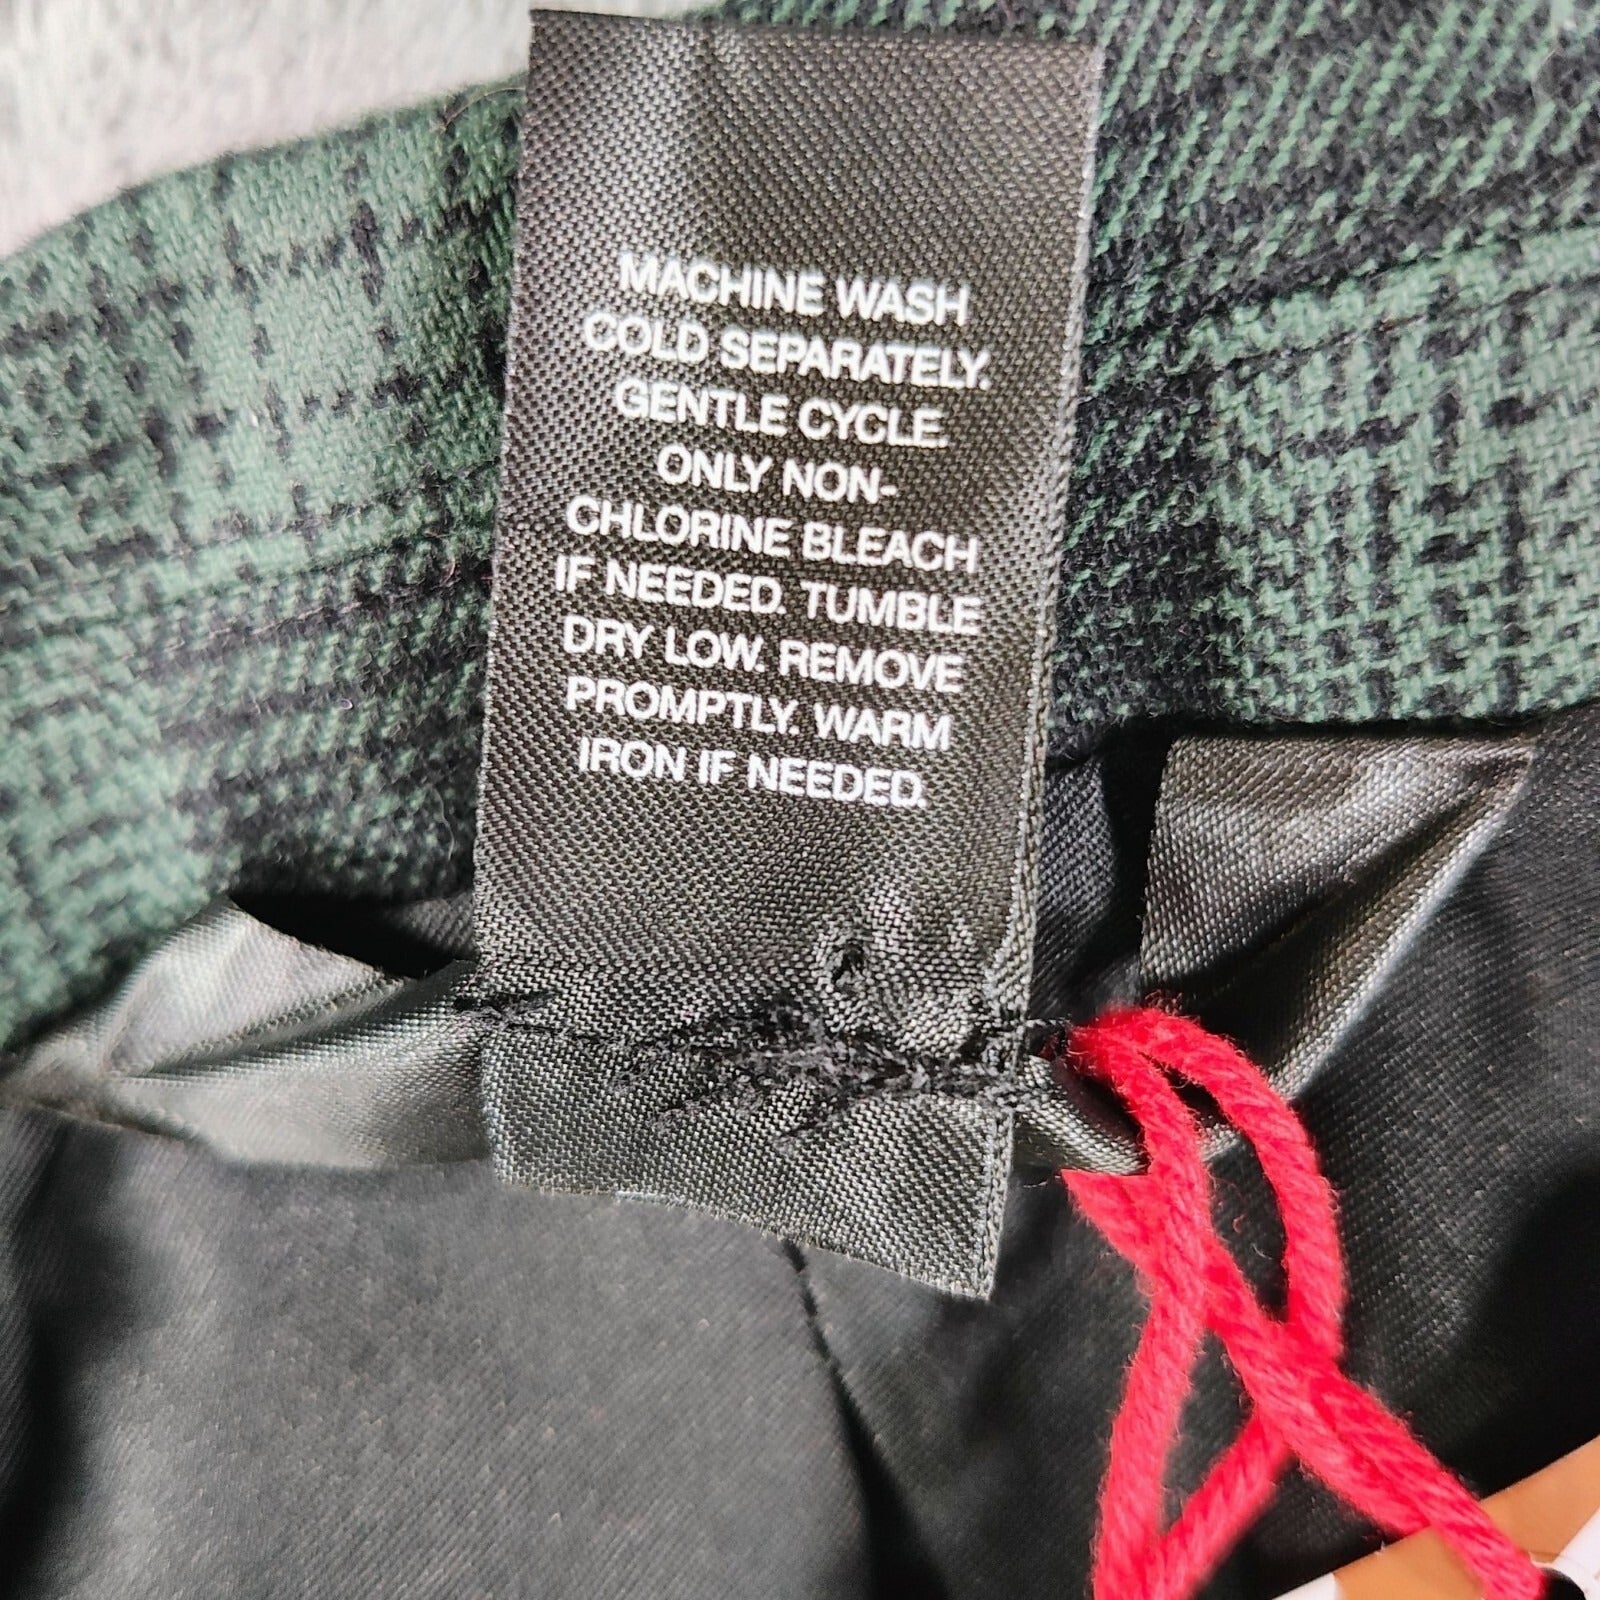 MACHINE WASH
COLD SEPARATELY.
GENTLE CYCLE.
ONLY NON-
CHLORINE BLEACH
IF NEEDED. TUMBLE
DRY LOW. REMOVE
PROMPTLY. WARM
IRON IF NEEDED.